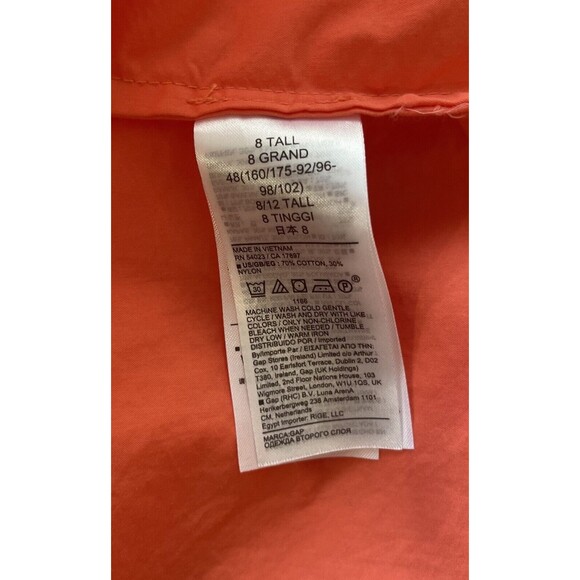 8 TALL
8 GRAND
48(160/175-92/96-
98/102)
8/12 TALL
8 TINGGI
日本 8
MADE IN VIETNAM
RN 54023 / CA 17897
■ US/GB/EG : 70% COTTON, 30%
NYLON
30
P
®
1188
MACHINE WASH COLD GENTLE
CYCLE / WASH AND DRY WITH LIKE
COLORS / ONLY NON-CHLORINE
BLEACH WHEN NEEDED / TUMBLE
DRY LOW / WARM IRON
DISTRIBUIDO POR / Imported
By/Importe Par / ΕΙΣΑΓΕΤΑΙ ΑΠΟ ΤΗΝ:
Gap Stores (Ireland) Limited c/o Arthur
Cox, 10 Earlsfort Terrace, Dublin 2, D02
T380, Ireland, Gap (UK Holdings)
Limited, 2nd Floor Nations House, 103
Wigmore Street, London, W1U 1QS, UK
■ Gap (RHC) B.V. Luna ArenA
Herikerbergweg 238 Amsterdam 1101
CM, Netherlands
Egypt Importer: RIGE, LLC
MARCA:GAP
ОДЕЖДА ВТОРОГО СЛОЯ